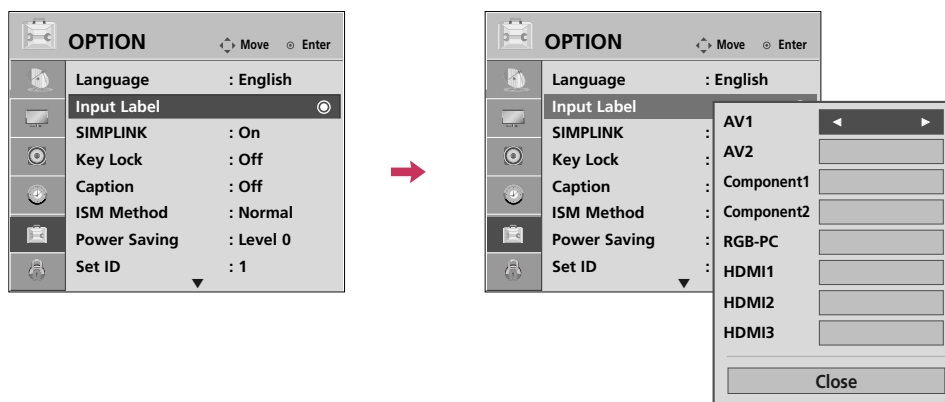 OPTION Move Enter
Language : English
Input Label
SIMPLINK : On
Key Lock : Off
Caption : Off
ISM Method : Normal
Power Saving : Level 0
Set ID : 1
OPTION Move Enter
Language : English
Input Label
SIMPLINK :
Key Lock :
Caption :
ISM Method :
Power Saving :
Set ID :
AV1
AV2
Component1
Component2
RGB-PC
HDMI1
HDMI2
HDMI3
Close